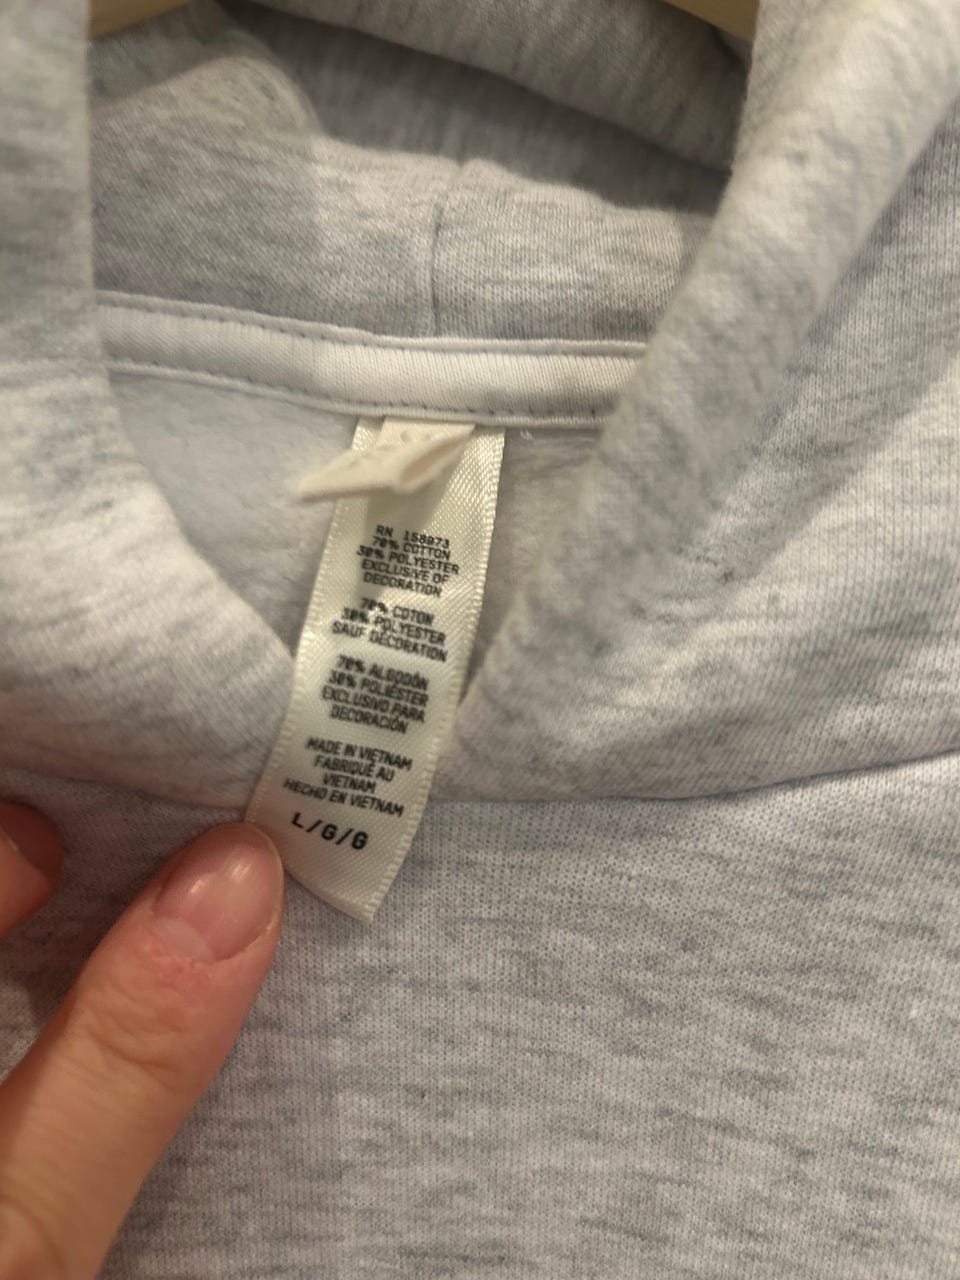 RN 158973
70% COTTON
30% POLYESTER
EXCLUSIVE OF
DECORATION
70% COTON
30% POLYESTER
SAUF DÉCORATION
70% ALGODÓN
30% POLIÉSTER
EXCLUSIVO PARA
DECORACIÓN
MADE IN VIETNAM
FABRIQUÉ AU
VIETNAM
HECHO EN VIETNAM
L/G/G